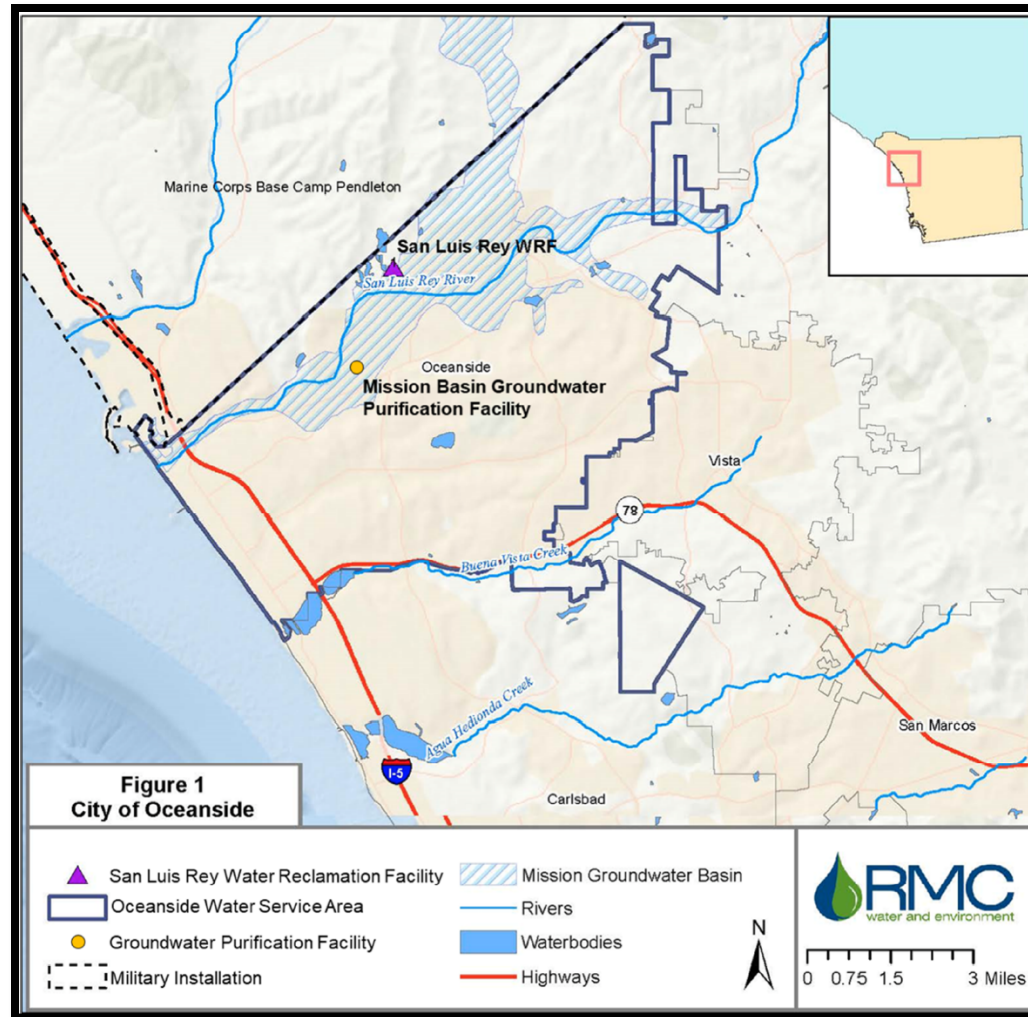 Marine Corps Base Camp Pendleton
San Luis Rey WRF
San Luis Rey River
Oceanside
Mission Basin Groundwater
Purification Facility
Vista
78
Buena Vista Creek
Agua Hedionda Creek
San Marcos
I-5
Carlsbad
Figure 1
City of Oceanside
San Luis Rey Water Reclamation Facility
Oceanside Water Service Area
Groundwater Purification Facility
Military Installation
Mission Groundwater Basin
Rivers
Waterbodies
Highways
N
RMC
water and environment
0 0.75 1.5 3 Miles